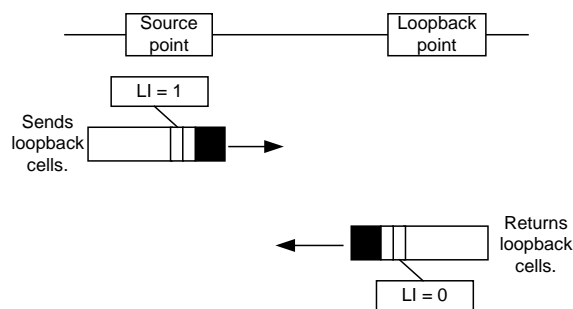 Source
point
Loopback
point
LI = 1
Sends
loopback
cells.
Returns
loopback
cells.
LI = 0